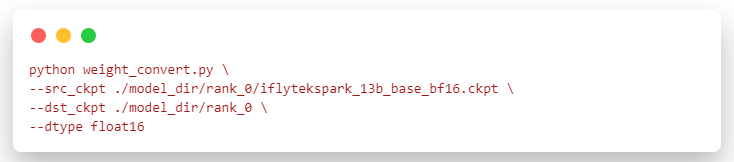 python weight_convert.py \
--src_ckpt ./model_dir/rank_0/iflytekspark_13b_base_bf16.ckpt \
--dst_ckpt ./model_dir/rank_0 \
--dtype float16